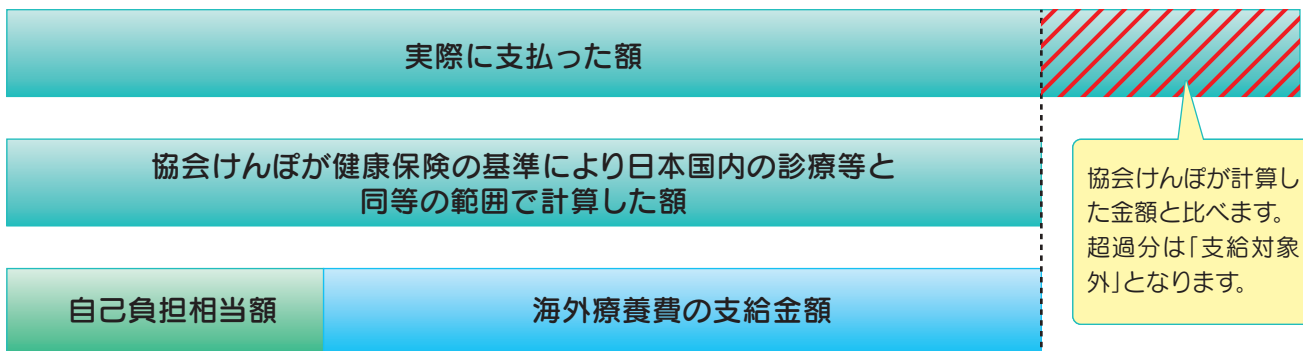 実際に支払った額
協会けんぽが健康保険の基準により日本国内の診療等と
同等の範囲で計算した額
協会けんぽが計算し
た金額と比べます。
超過分は「支給対象
外」となります。
自己負担相当額
海外療養費の支給金額